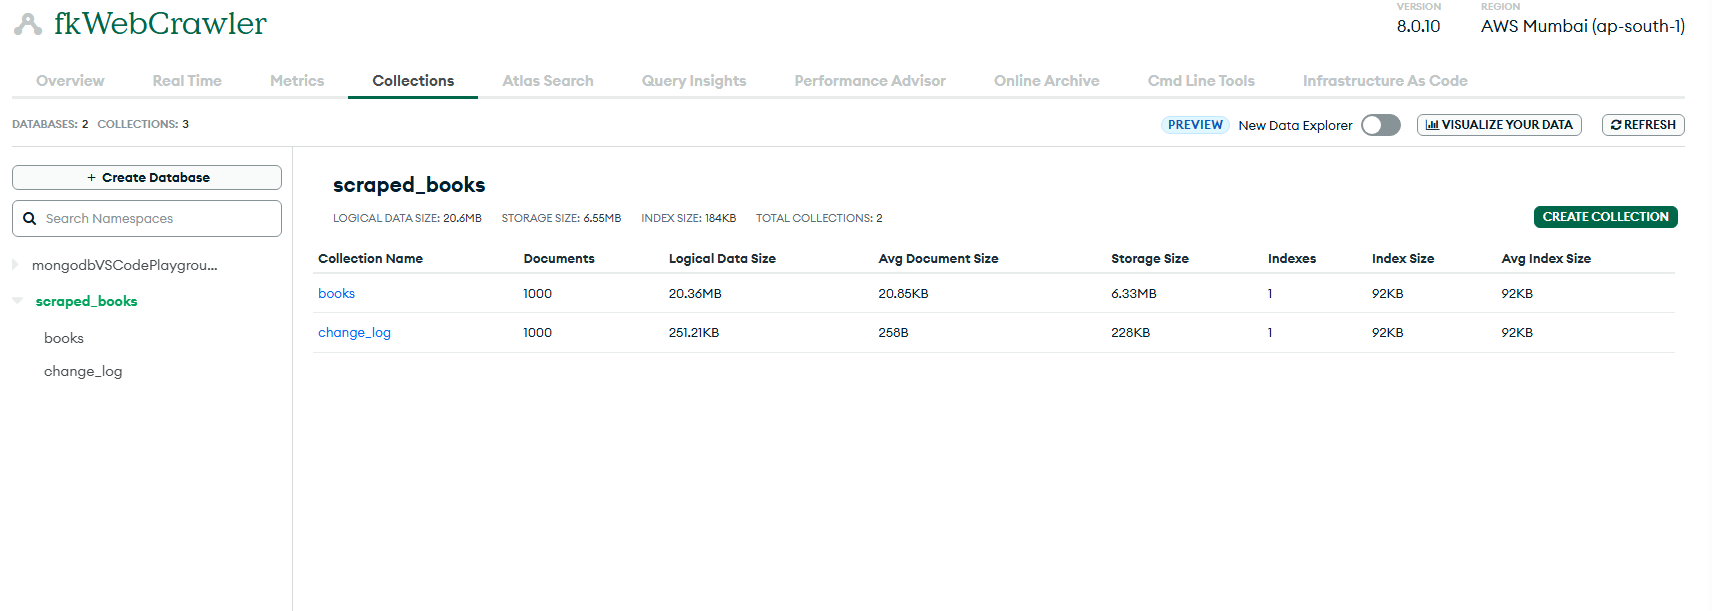 fkWebCrawler
VERSION
8.0.10
REGION
AWS Mumbai (ap-south-1)
Overview Real Time Metrics Collections Atlas Search Query Insights Performance Advisor Online Archive Cmd Line Tools Infrastructure As Code
DATABASES: 2 COLLECTIONS: 3
PREVIEW New Data Explorer VISUALIZE YOUR DATA REFRESH
+ Create Database
Search Namespaces
mongodbVSCodePlaygrou...
scraped_books
books
change_log
scraped_books
LOGICAL DATA SIZE: 20.6MB STORAGE SIZE: 6.55MB INDEX SIZE: 184KB TOTAL COLLECTIONS: 2
CREATE COLLECTION
Collection Name Documents Logical Data Size Avg Document Size Storage Size Indexes Index Size Avg Index Size
books 1000 20.36MB 20.85KB 6.33MB 1 92KB 92KB
change_log 1000 251.21KB 258B 228KB 1 92KB 92KB